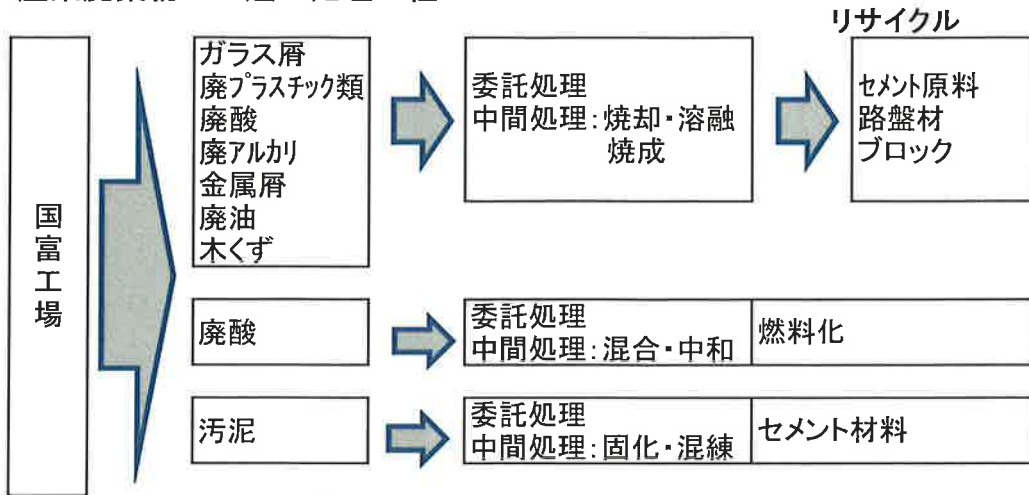 リサイクル
国富工場
ガラス屑
廃プラスチック類
廃酸
廃アルカリ
金属屑
廃油
木くず
委託処理
中間処理：焼却・溶融
焼成
セメント原料
路盤材
ブロック
廃酸
委託処理
中間処理：混合・中和
燃料化
汚泥
委託処理
中間処理：固化・混練
セメント材料